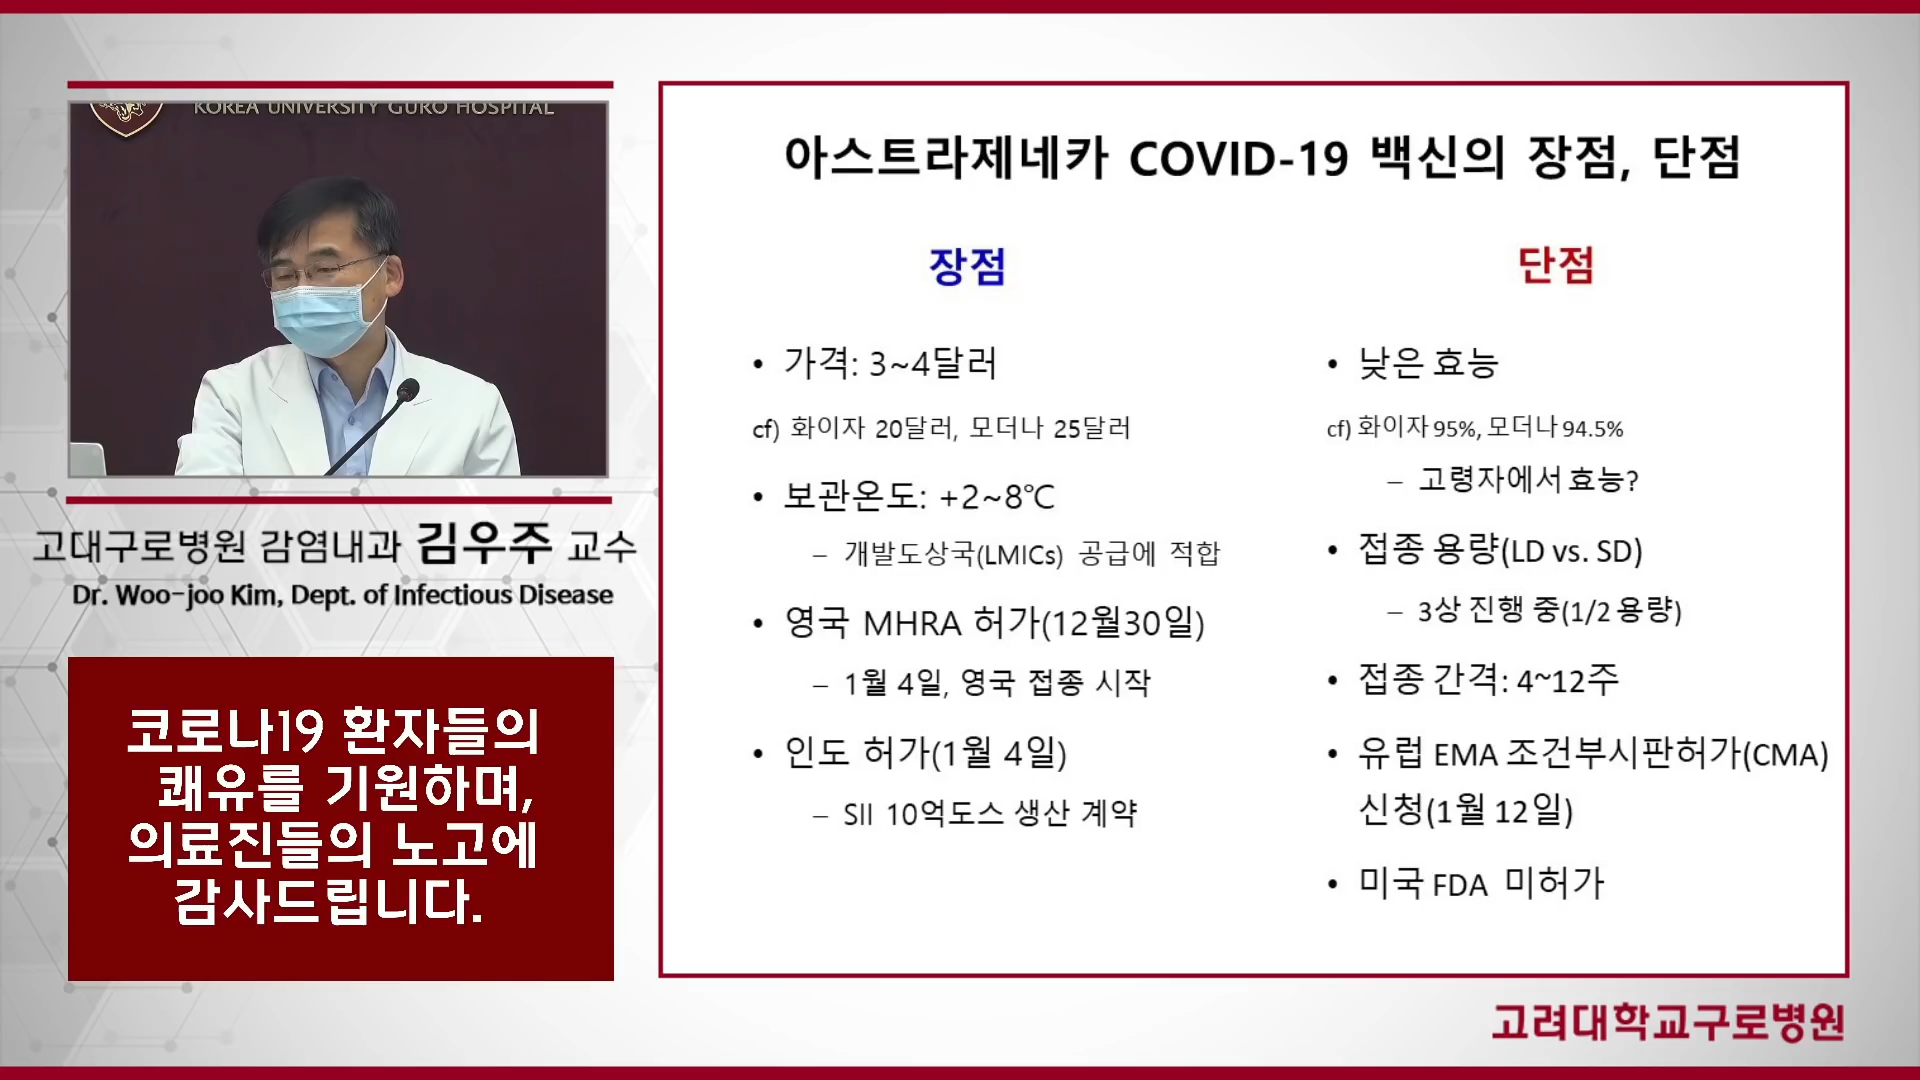 KOREA UNIVERSITY GURO HOSPITAL
고대구로병원 감염내과 김우주 교수
Dr. Woo-joo Kim, Dept. of Infectious Disease
코로나19 환자들의
쾌유를 기원하며,
의료진들의 노고에
감사드립니다.
아스트라제네카 COVID-19 백신의 장점, 단점
장점
• 가격: 3~4달러
cf) 화이자 20달러, 모더나 25달러
• 보관온도: +2~8℃
– 개발도상국(LMICs) 공급에 적합
• 영국 MHRA 허가(12월30일)
– 1월 4일, 영국 접종 시작
• 인도 허가(1월 4일)
– SII 10억도스 생산 계약
단점
• 낮은 효능
cf) 화이자 95%, 모더나 94.5%
– 고령자에서 효능?
• 접종 용량(LD vs. SD)
– 3상 진행 중(1/2 용량)
• 접종 간격: 4~12주
• 유럽 EMA 조건부시판허가(CMA)
신청(1월 12일)
• 미국 FDA 미허가
고려대학교구로병원